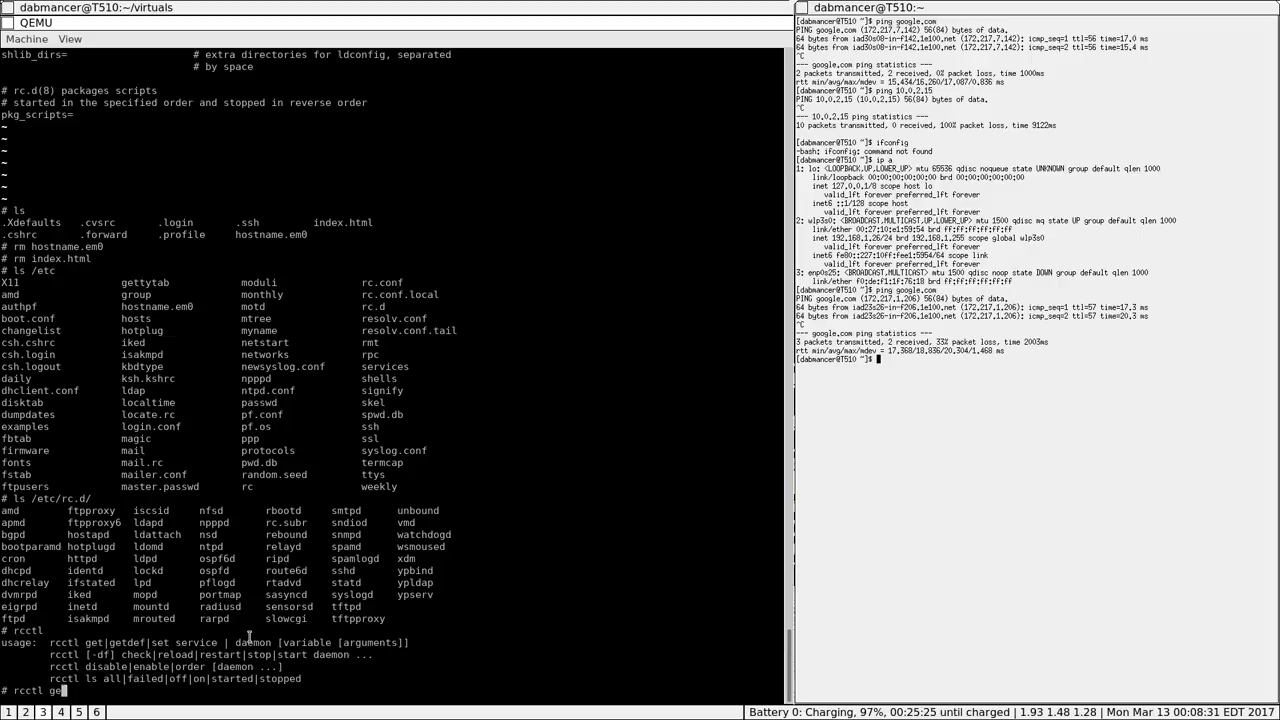 dabmancer@T510:~/virtuals
QEMU
Machine View
shlib_dirs= # extra directories for ldconfig, separated
# by space
# rc.d(8) packages scripts
# started in the specified order and stopped in reverse order
pkg_scripts=
~
~
~
~
~
~
~
# ls
.Xdefaults .cvsrc .login .ssh index.html
.cshrc .forward .profile hostname.em0
# rm hostname.em0
# rm index.html
# ls /etc
X11 gettytab moduli rc.conf
amd group monthly rc.conf.local
authpf hostname.em0 motd rc.d
boot.conf hosts mtree resolv.conf
changelist hotplug myname resolv.conf.tail
csh.cshrc iked netstart rmt
csh.login isakmpd networks rpc
csh.logout kbdtype newsyslog.conf services
daily ksh.kshrc npppd shells
dhclient.conf ldap ntpd.conf signify
disktab localtime passwd skel
dumpdates locate.rc pf.conf spwd.db
examples login.conf pf.os ssh
fbtab magic ppp ssl
firmware mail protocols syslog.conf
fonts mail.rc pwd.db termcap
fstab mailer.conf random.seed ttys
ftpusers master.passwd rc weekly
# ls /etc/rc.d/
amd ftpproxy iscsid nfsd rbootd smtpd unbound
apmd ftpproxy6 ldapd npppd rc.subr sndiod vmd
bgpd hostapd ldattach nsd rebound snmpd watchdogd
bootparamd hotplugd ldomd ntpd relayd spamd wsmoused
cron httpd ldpd ospf6d ripd spamlogd xdm
dhcpd identd lockd ospfd route6d sshd ypbind
dhcrelay ifstated lpd pflogd rtadvd statd ypldap
dvmrpd iked mopd portmap sasyncd syslogd ypserv
eigrpd inetd mountd radiusd sensorsd tftpd
ftpd isakmpd mrouted rarpd slowcgi tftpproxy
# rcctl
usage: rcctl get|getdef|set service | daemon [variable [arguments]]
rcctl [-df] check|reload|restart|stop|start daemon ...
rcctl disable|enable|order [daemon ...]
rcctl ls all|failed|off|on|started|stopped
# rcctl ge
dabmancer@T510:~
[dabmancer@T510 ~]$ ping google.com
PING google.com (172.217.7.142) 56(84) bytes of data.
64 bytes from iad30s08-in-f142.1e100.net (172.217.7.142): icmp_seq=1 ttl=56 time=17.0 ms
64 bytes from iad30s08-in-f142.1e100.net (172.217.7.142): icmp_seq=2 ttl=56 time=15.4 ms
^C
--- google.com ping statistics ---
2 packets transmitted, 2 received, 0% packet loss, time 1000ms
rtt min/avg/max/mdev = 15.434/16.260/17.087/0.836 ms
[dabmancer@T510 ~]$ ping 10.0.2.15
PING 10.0.2.15 (10.0.2.15) 56(84) bytes of data.
^C
--- 10.0.2.15 ping statistics ---
10 packets transmitted, 0 received, 100% packet loss, time 9122ms
[dabmancer@T510 ~]$ ifconfig
-bash: ifconfig: command not found
[dabmancer@T510 ~]$ ip a
1: lo: <LOOPBACK,UP,LOWER_UP> mtu 65536 qdisc noqueue state UNKNOWN group default qlen 1000
link/loopback 00:00:00:00:00:00 brd 00:00:00:00:00:00
inet 127.0.0.1/8 scope host lo
valid_lft forever preferred_lft forever
inet6 ::1/128 scope host
valid_lft forever preferred_lft forever
2: wlp3s0: <BROADCAST,MULTICAST,UP,LOWER_UP> mtu 1500 qdisc mq state UP group default qlen 1000
link/ether 00:27:10:e1:59:54 brd ff:ff:ff:ff:ff:ff
inet 192.168.1.26/24 brd 192.168.1.255 scope global wlp3s0
valid_lft forever preferred_lft forever
inet6 fe80::227:10ff:fee1:5954/64 scope link
valid_lft forever preferred_lft forever
3: enp0s25: <BROADCAST,MULTICAST> mtu 1500 qdisc noop state DOWN group default qlen 1000
link/ether f0:de:f1:1f:76:18 brd ff:ff:ff:ff:ff:ff
[dabmancer@T510 ~]$ ping google.com
PING google.com (172.217.1.206) 56(84) bytes of data.
64 bytes from iad23s26-in-f206.1e100.net (172.217.1.206): icmp_seq=1 ttl=57 time=17.3 ms
64 bytes from iad23s26-in-f206.1e100.net (172.217.1.206): icmp_seq=2 ttl=57 time=20.3 ms
^C
--- google.com ping statistics ---
3 packets transmitted, 2 received, 33% packet loss, time 2003ms
rtt min/avg/max/mdev = 17.368/18.836/20.304/1.468 ms
[dabmancer@T510 ~]$
1 2 3 4 5 6
Battery 0: Charging, 97%, 00:25:25 until charged | 1.93 1.48 1.28 | Mon Mar 13 00:08:31 EDT 2017